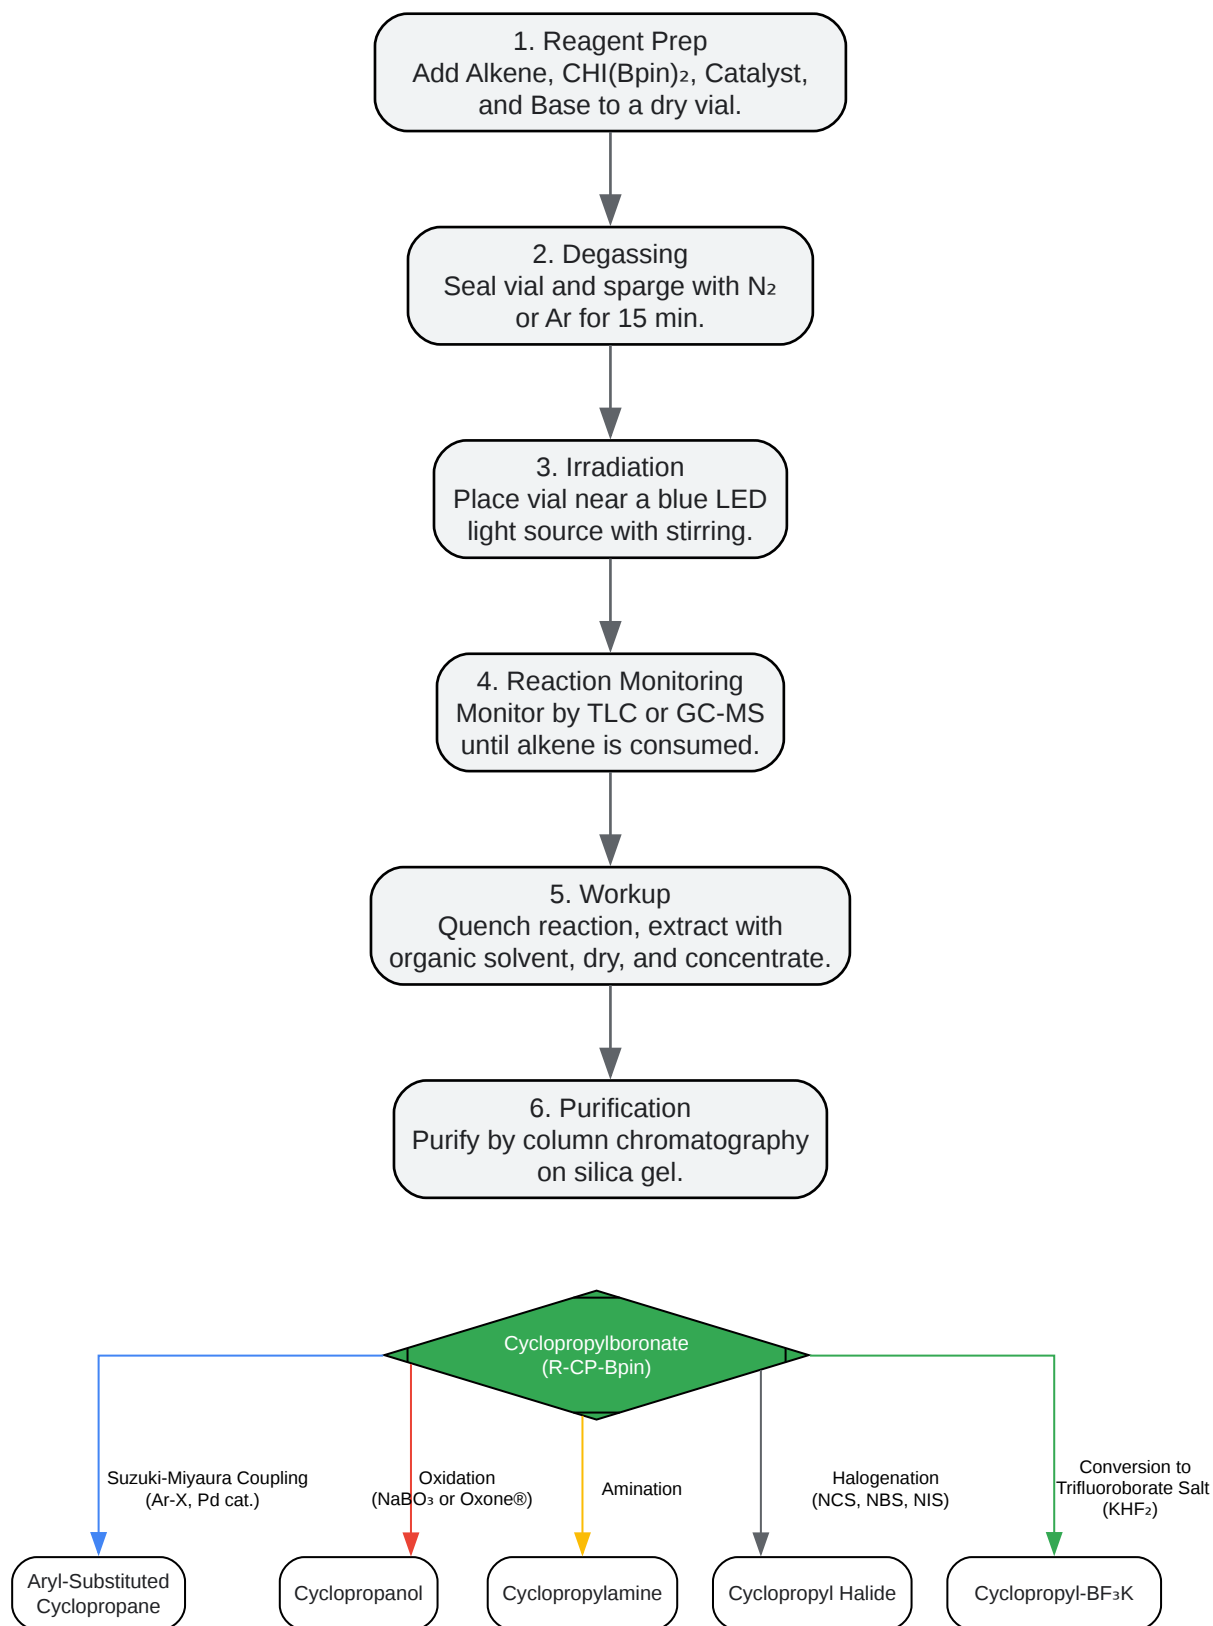 1. Reagent Prep
Add Alkene, CHI(Bpin)₂, Catalyst,
and Base to a dry vial.
2. Degassing
Seal vial and sparge with N₂
or Ar for 15 min.
3. Irradiation
Place vial near a blue LED
light source with stirring.
4. Reaction Monitoring
Monitor by TLC or GC-MS
until alkene is consumed.
5. Workup
Quench reaction, extract with
organic solvent, dry, and concentrate.
6. Purification
Purify by column chromatography
on silica gel.
Cyclopropylboronate
(R-CP-Bpin)
Suzuki-Miyaura Coupling
(Ar-X, Pd cat.)
Oxidation
(NaBO₃ or Oxone®)
Amination
Halogenation
(NCS, NBS, NIS)
Conversion to
Trifluoroborate Salt
(KHF₂)
Aryl-Substituted
Cyclopropane
Cyclopropanol
Cyclopropylamine
Cyclopropyl Halide
Cyclopropyl-BF₃K